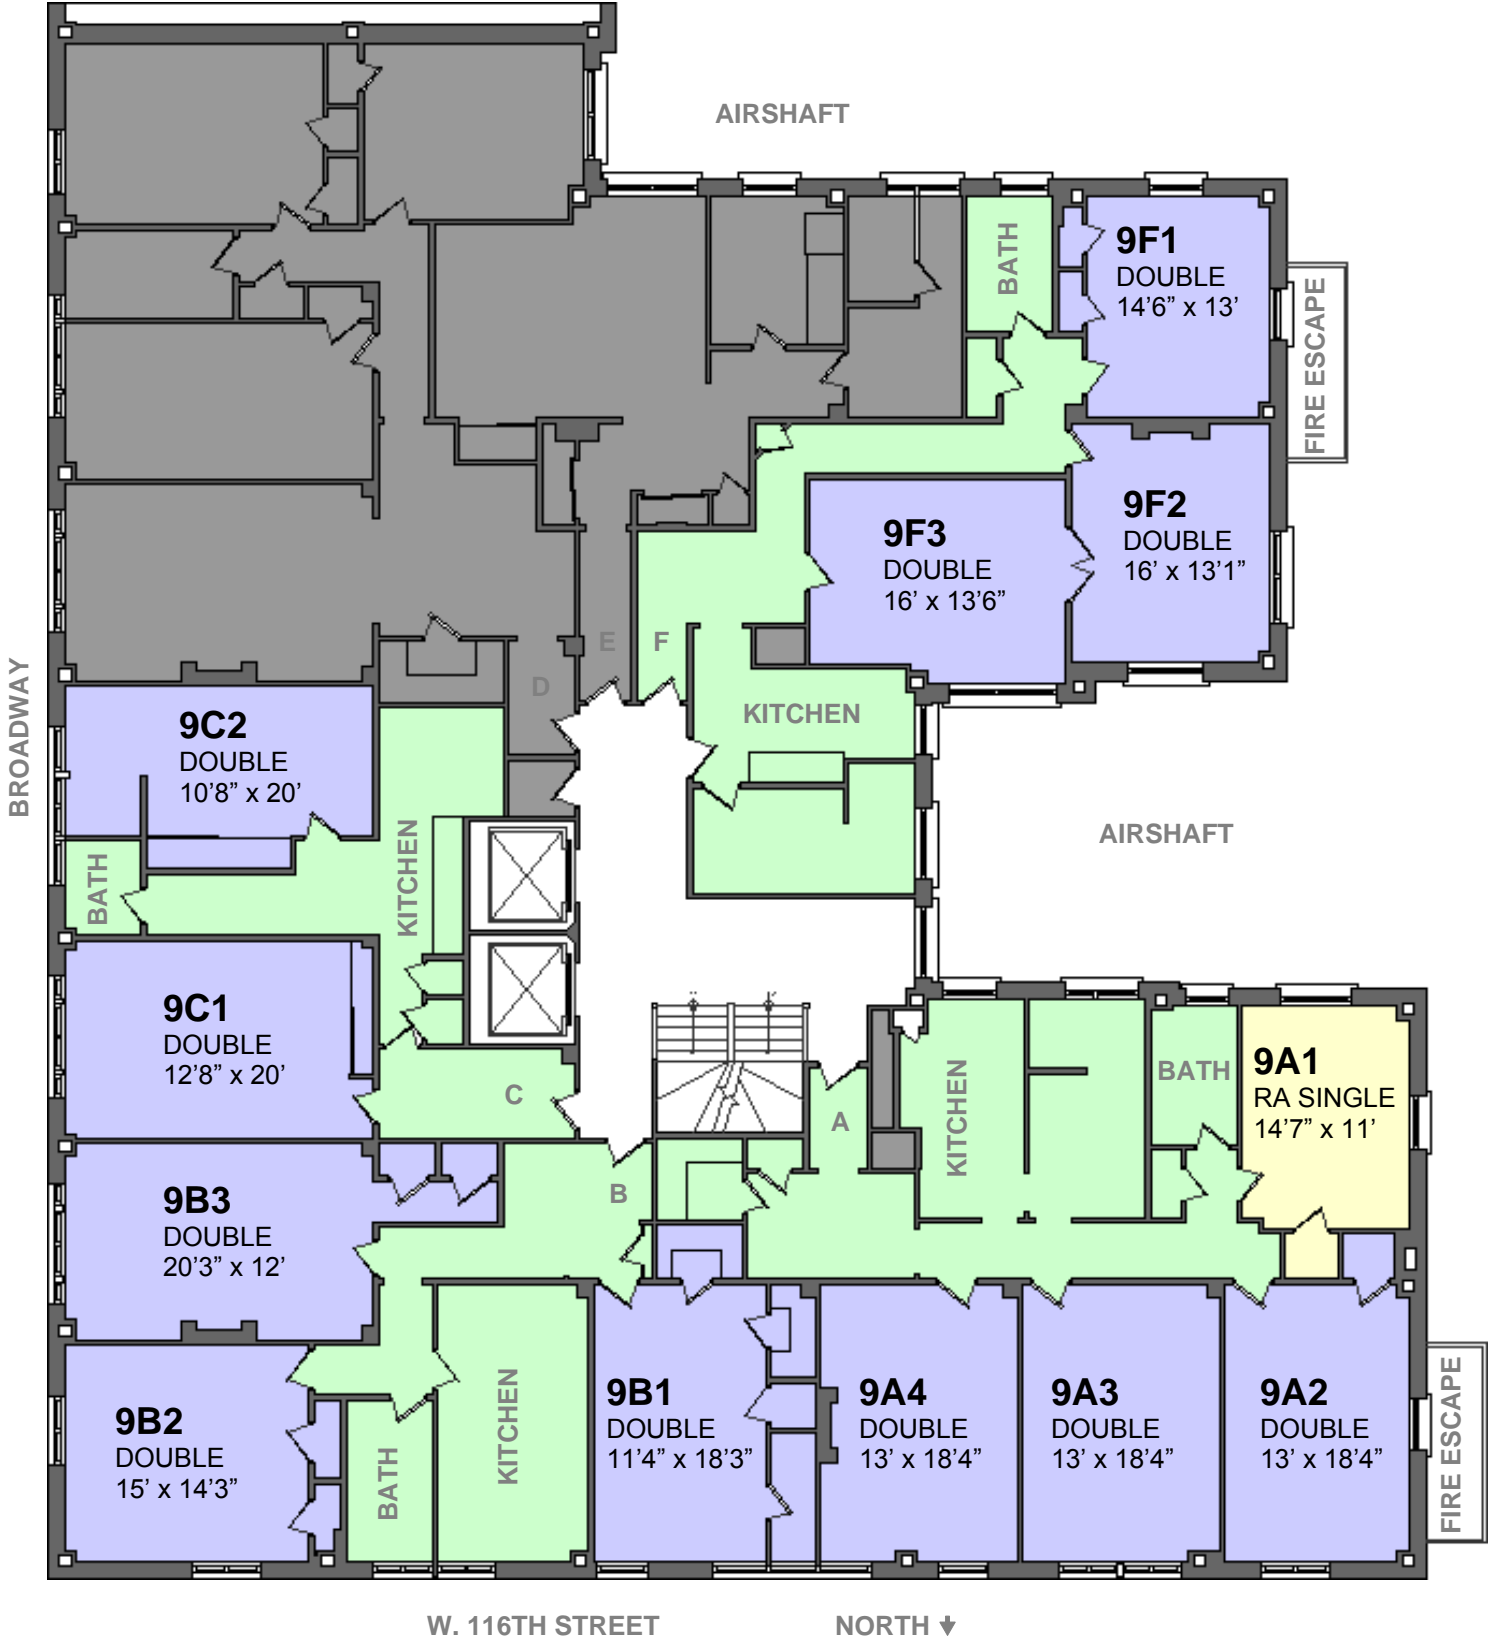 AIRSHAFT
BATH
9F1
DOUBLE
14'6” x 13'
FIRE ESCAPE
9F2
DOUBLE
16’ x 13’1”
9F3
DOUBLE
16’ x 13’6”
E
F
D
BROADWAY
9C2
DOUBLE
10’8” x 20’
KITCHEN
AIRSHAFT
BATH
KITCHEN
9C1
DOUBLE
12’8” x 20’
C
A
KITCHEN
BATH
9A1
RA SINGLE
14’7” x 11’
B
9B3
DOUBLE
20’3” x 12’
9B2
DOUBLE
15’ x 14’3”
BATH
KITCHEN
9B1
DOUBLE
11’4” x 18’3”
9A4
DOUBLE
13’ x 18’4”
9A3
DOUBLE
13’ x 18’4”
9A2
DOUBLE
13’ x 18’4”
FIRE ESCAPE
W. 116TH STREET
NORTH